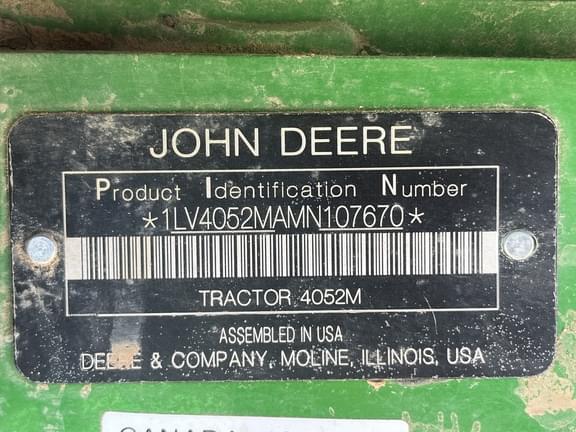 JOHN DEERE
Product Identification Number
*1LV4052MAMN107670*
TRACTOR 4052M
ASSEMBLED IN USA
DEERE & COMPANY, MOLINE, ILLINOIS, USA